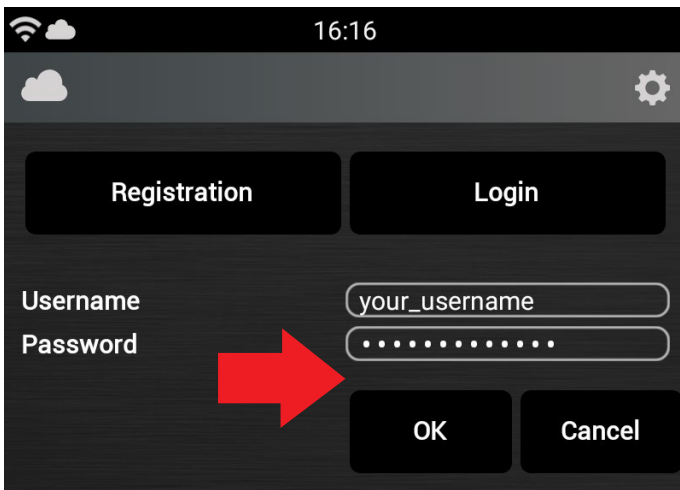 16:16
Registration Login
Username your_username
Password •••••••••••••
OK Cancel